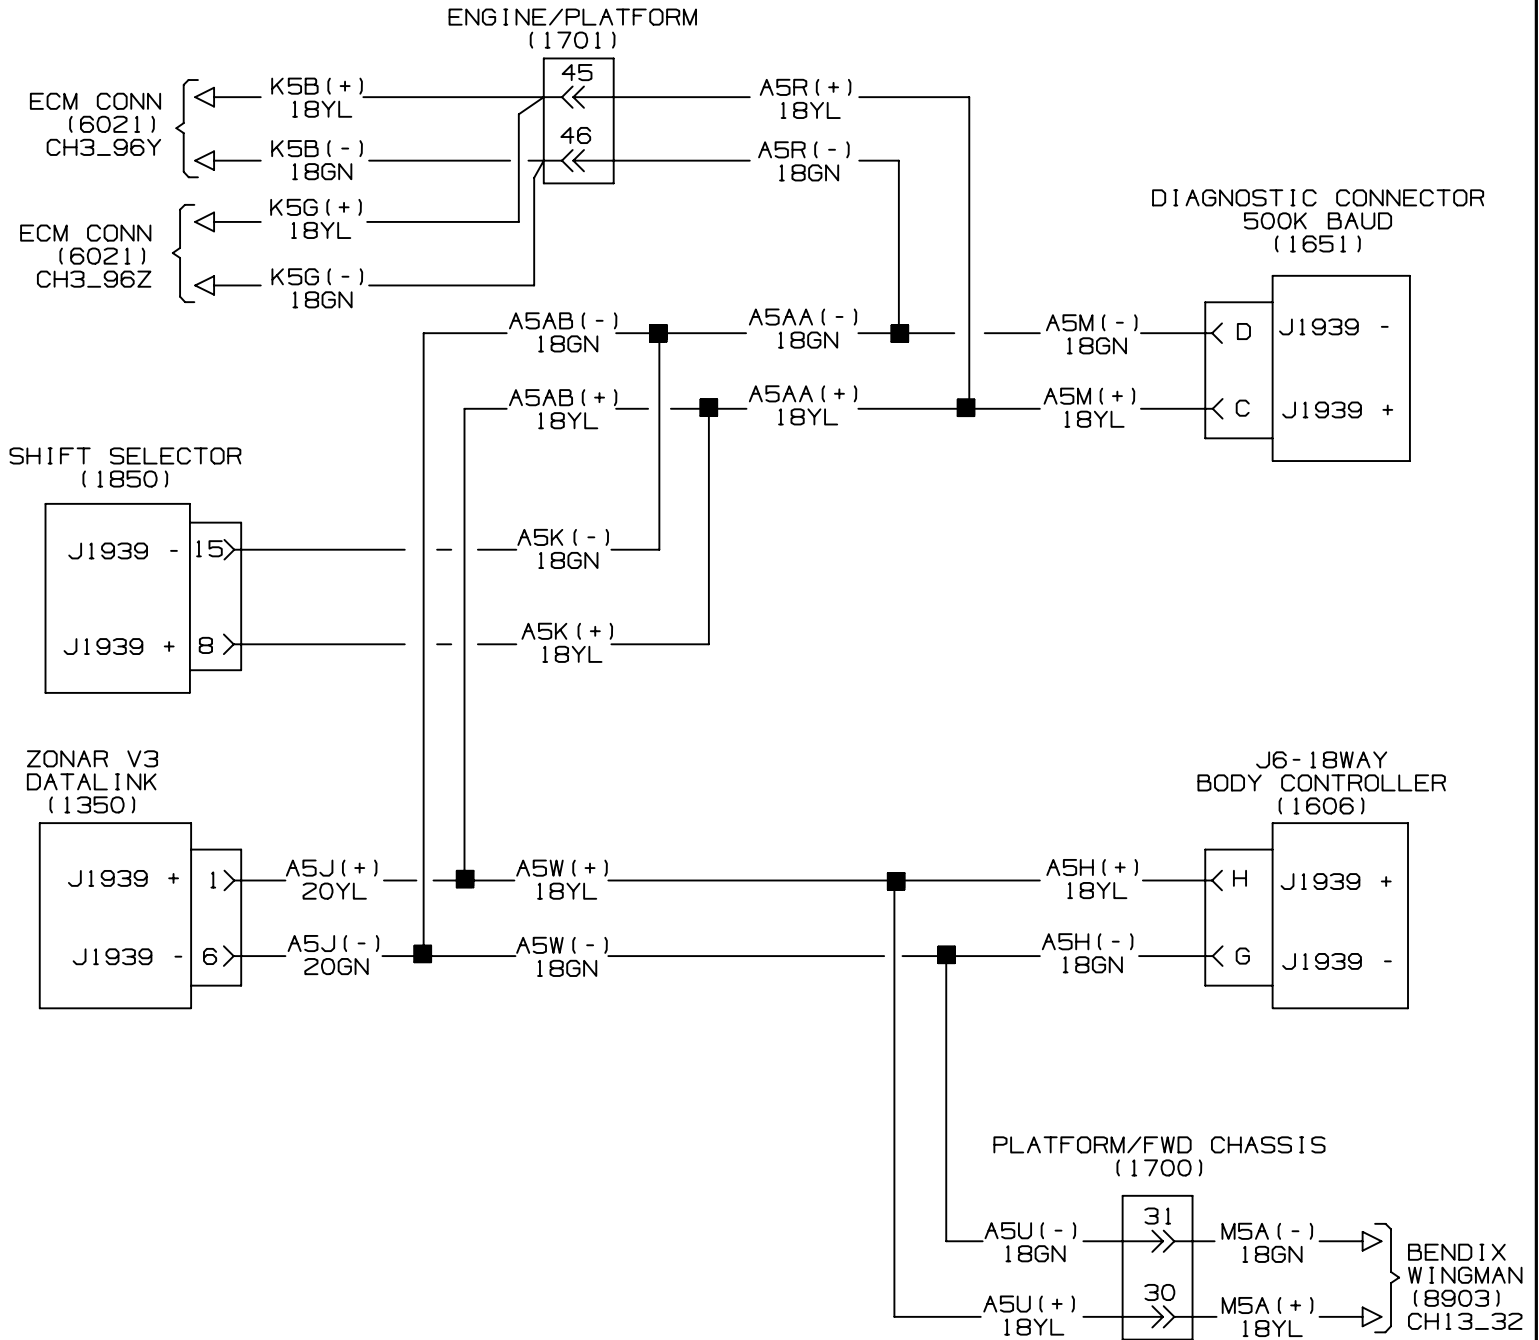 ENGINE/PLATFORM
(1701)
45
46
ECM CONN
(6021)
CH3_96Y
K5B(+)
18YL
K5B(-)
18GN
A5R(+)
18YL
A5R(-)
18GN
ECM CONN
(6021)
CH3_96Z
K5G(+)
18YL
K5G(-)
18GN
DIAGNOSTIC CONNECTOR
500K BAUD
(1651)
A5AB(-)
18GN
A5AA(-)
18GN
A5M(-)
18GN
D
J1939 -
A5AB(+)
18YL
A5AA(+)
18YL
A5M(+)
18YL
C
J1939 +
SHIFT SELECTOR
(1850)
J1939 -
15
A5K(-)
18GN
J1939 +
8
A5K(+)
18YL
ZONAR V3
DATALINK
(1350)
J6-18WAY
BODY CONTROLLER
(1606)
J1939 +
1
A5J(+)
20YL
A5W(+)
18YL
A5H(+)
18YL
H
J1939 +
J1939 -
6
A5J(-)
20GN
A5W(-)
18GN
A5H(-)
18GN
G
J1939 -
PLATFORM/FWD CHASSIS
(1700)
A5U(-)
18GN
31
M5A(-)
18GN
A5U(+)
18YL
30
M5A(+)
18YL
BENDIX
WINGMAN
(8903)
CH13_32